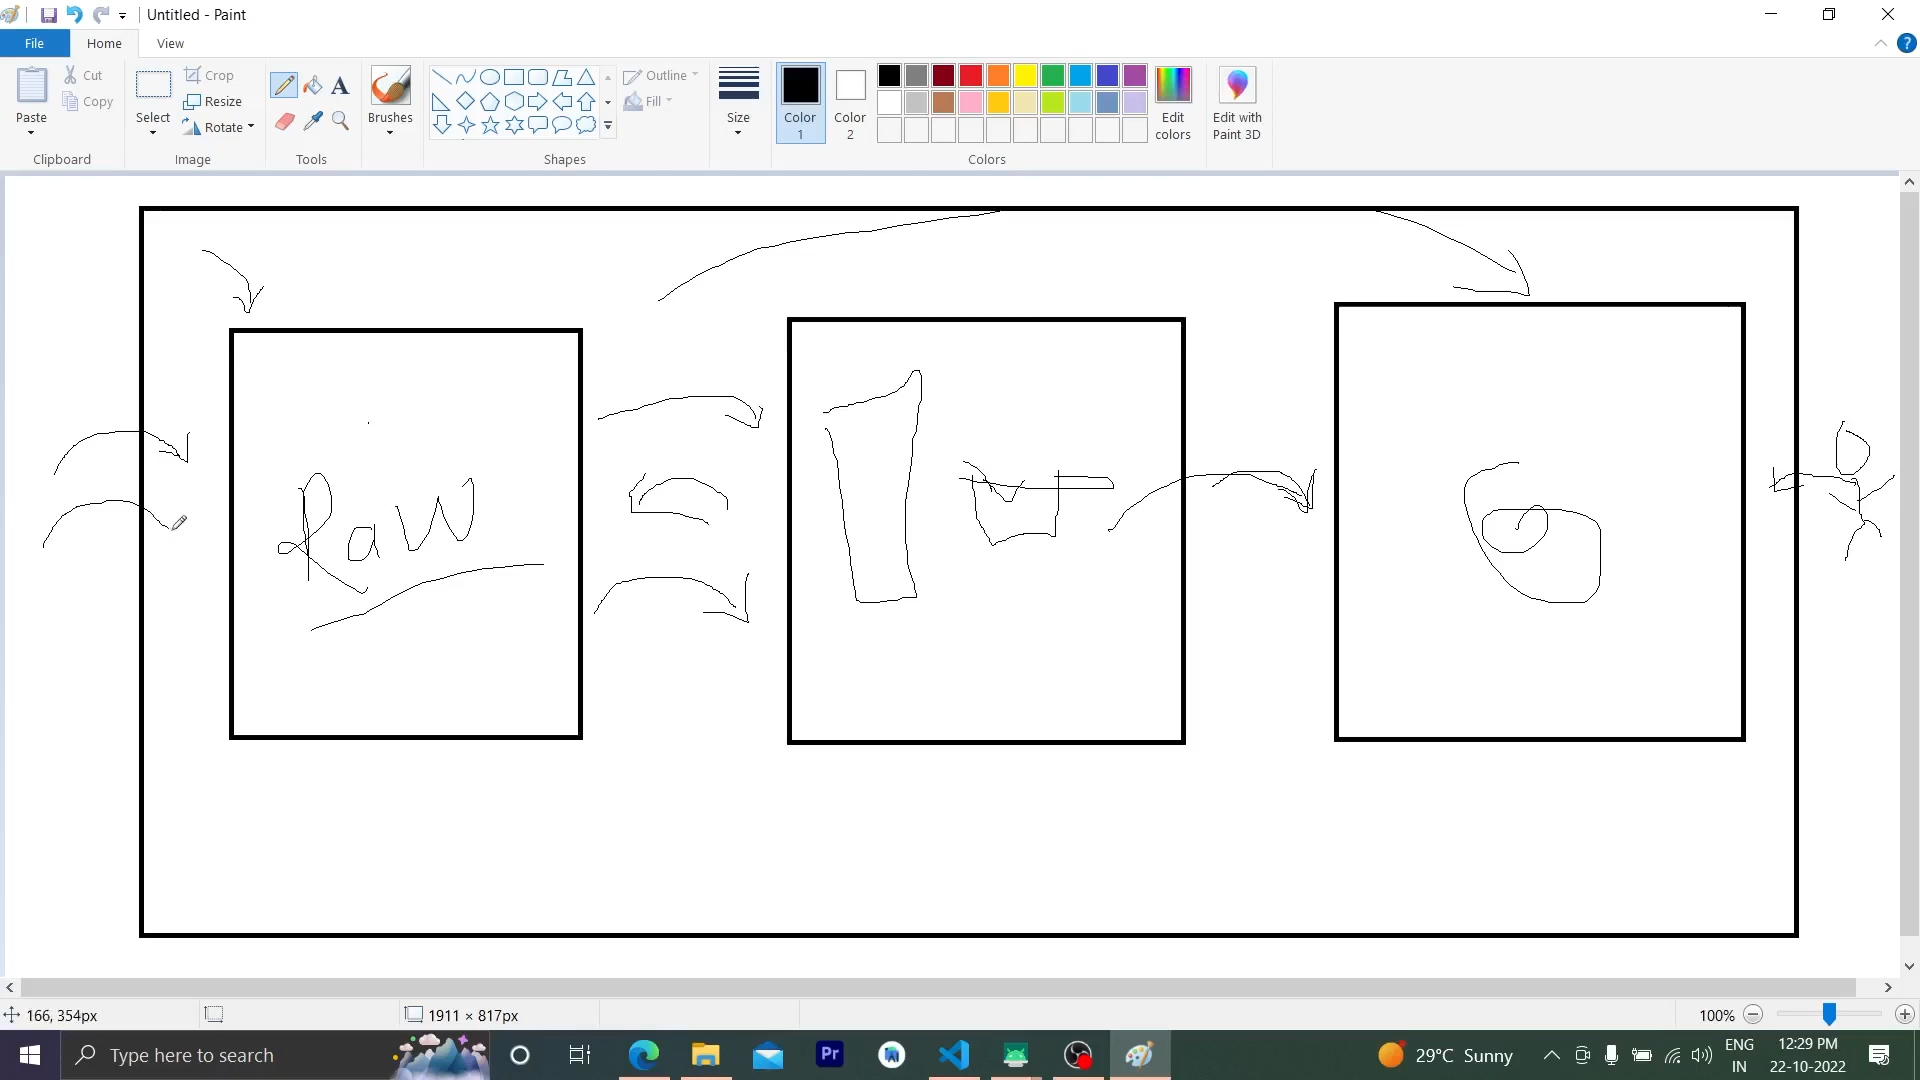 Untitled - Paint
File
Home
View
Paste
Cut
Copy
Clipboard
Select
Crop
Resize
Rotate
Image
Tools
Brushes
Shapes
Outline
Fill
Size
Color
1
Color
2
Edit
colors
Edit with
Paint 3D
Colors
Raw
166, 354px
1911 × 817px
100%
Type here to search
Pr
29°C Sunny
ENG
IN
12:29 PM
22-10-2022